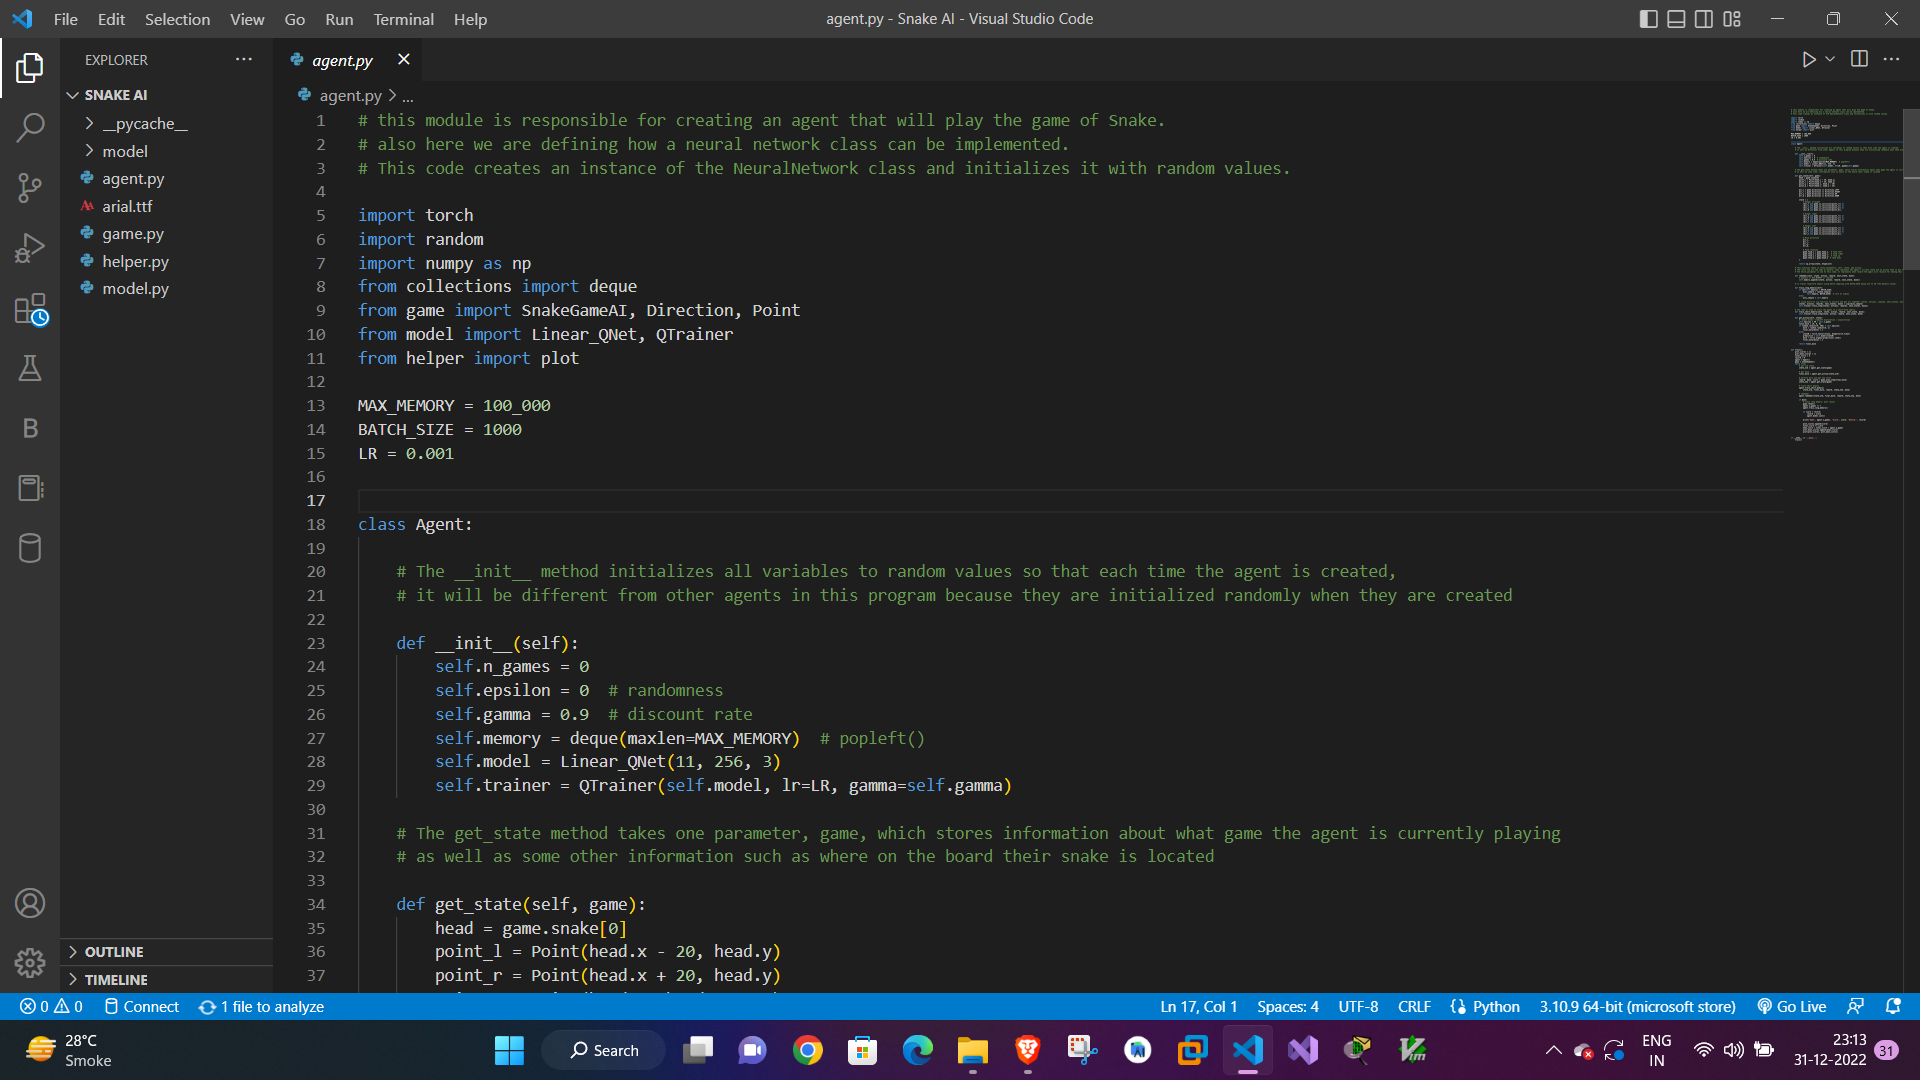 File Edit Selection View Go Run Terminal Help
agent.py - Snake AI - Visual Studio Code
EXPLORER
SNAKE AI
__pycache__
model
agent.py
arial.ttf
game.py
helper.py
model.py
OUTLINE
TIMELINE
agent.py
agent.py > ...
1 # this module is responsible for creating an agent that will play the game of Snake.
2 # also here we are defining how a neural network class can be implemented.
3 # This code creates an instance of the NeuralNetwork class and initializes it with random values.
4
5 import torch
6 import random
7 import numpy as np
8 from collections import deque
9 from game import SnakeGameAI, Direction, Point
10 from model import Linear_QNet, QTrainer
11 from helper import plot
12
13 MAX_MEMORY = 100_000
14 BATCH_SIZE = 1000
15 LR = 0.001
16
17
18 class Agent:
19
20     # The __init__ method initializes all variables to random values so that each time the agent is created,
21     # it will be different from other agents in this program because they are initialized randomly when they are created
22
23     def __init__(self):
24         self.n_games = 0
25         self.epsilon = 0  # randomness
26         self.gamma = 0.9  # discount rate
27         self.memory = deque(maxlen=MAX_MEMORY)  # popleft()
28         self.model = Linear_QNet(11, 256, 3)
29         self.trainer = QTrainer(self.model, lr=LR, gamma=self.gamma)
30
31     # The get_state method takes one parameter, game, which stores information about what game the agent is currently playing
32     # as well as some other information such as where on the board their snake is located
33
34     def get_state(self, game):
35         head = game.snake[0]
36         point_l = Point(head.x - 20, head.y)
37         point_r = Point(head.x + 20, head.y)
0 0 Connect 1 file to analyze
Ln 17, Col 1 Spaces: 4 UTF-8 CRLF Python 3.10.9 64-bit (microsoft store) Go Live
28°C
Smoke
Search
ENG
IN
23:13
31-12-2022
31